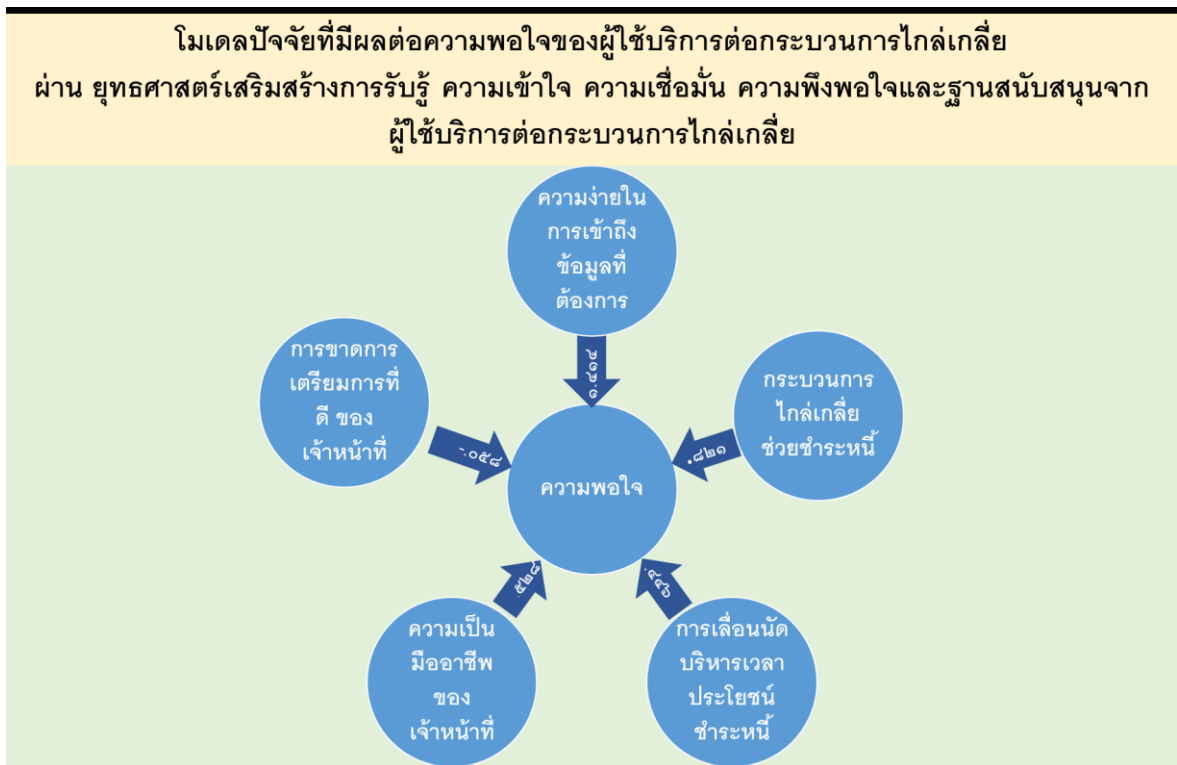 โมเดลปัจจัยที่มีผลต่อความพอใจของผู้ใช้บริการต่อกระบวนการไกล่เกลี่ย
ผ่าน ยุทธศาสตร์เสริมสร้างการรับรู้ ความเข้าใจ ความเชื่อมั่น ความพึงพอใจและฐานสนับสนุนจาก
ผู้ใช้บริการต่อกระบวนการไกล่เกลี่ย
ความง่ายใน
การเข้าถึง
ข้อมูลที่
ต้องการ
๑.๔๑๔
การขาดการ
เตรียมการที่
ดี ของ
เจ้าหน้าที่
-.๐๕๘
กระบวนการ
ไกล่เกลี่ย
ช่วยชำระหนี้
.๘๒๑
ความพอใจ
.๕๒๘
ความเป็น
มืออาชีพ
ของ
เจ้าหน้าที่
การเลื่อนนัด
บริหารเวลา
ประโยชน์
ชำระหนี้